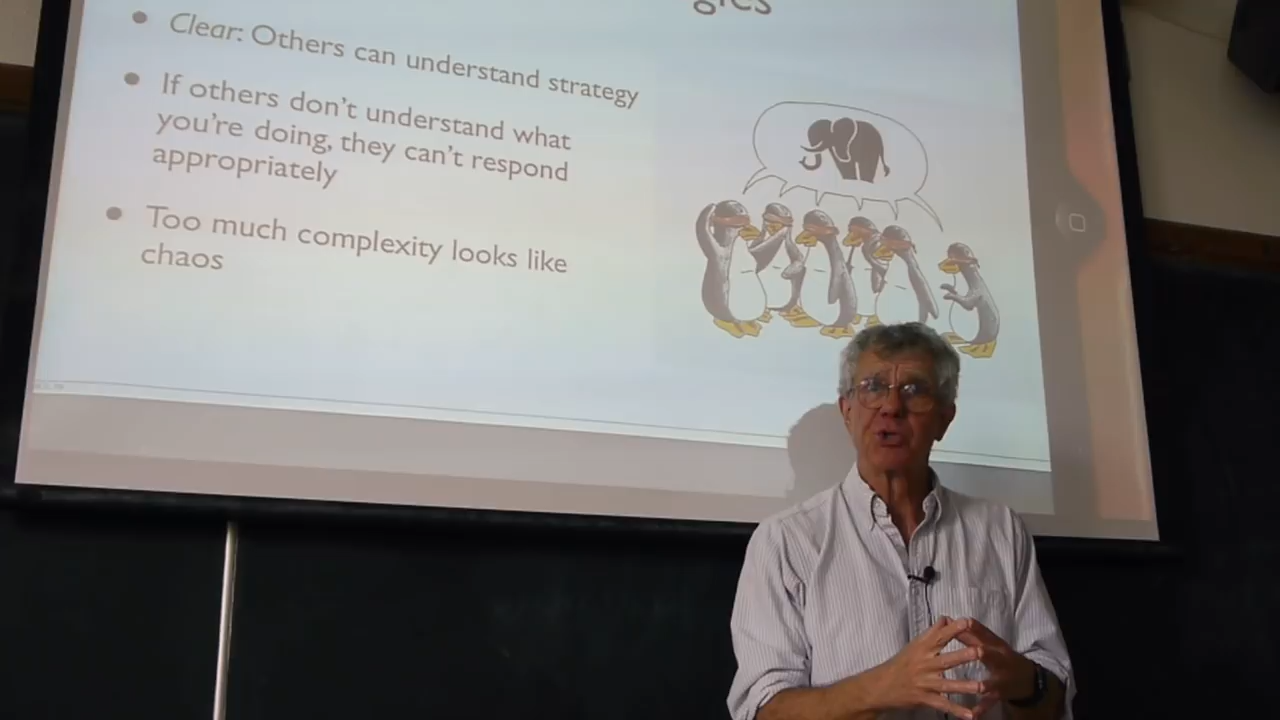 Clear: Others can understand strategy
If others don't understand what
you're doing, they can't respond
appropriately
Too much complexity looks like
chaos